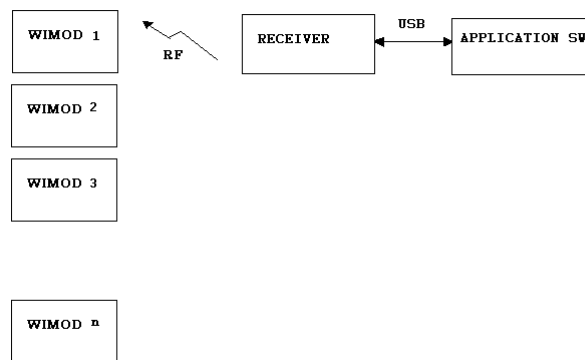 WIMOD 1
RF
RECEIVER
USB
APPLICATION SW
WIMOD 2
WIMOD 3
WIMOD n